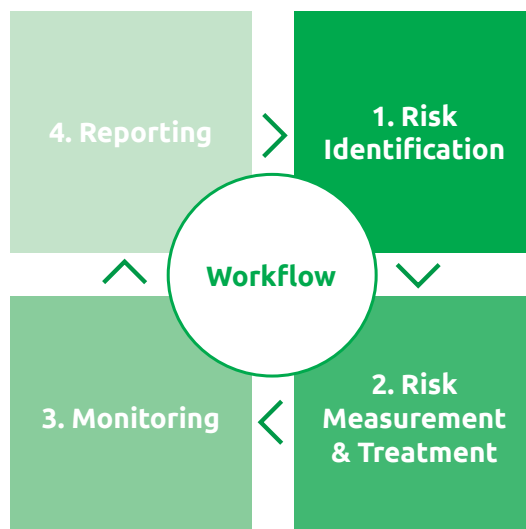 4. Reporting
1. Risk
Identification
Workflow
3. Monitoring
2. Risk
Measurement
& Treatment